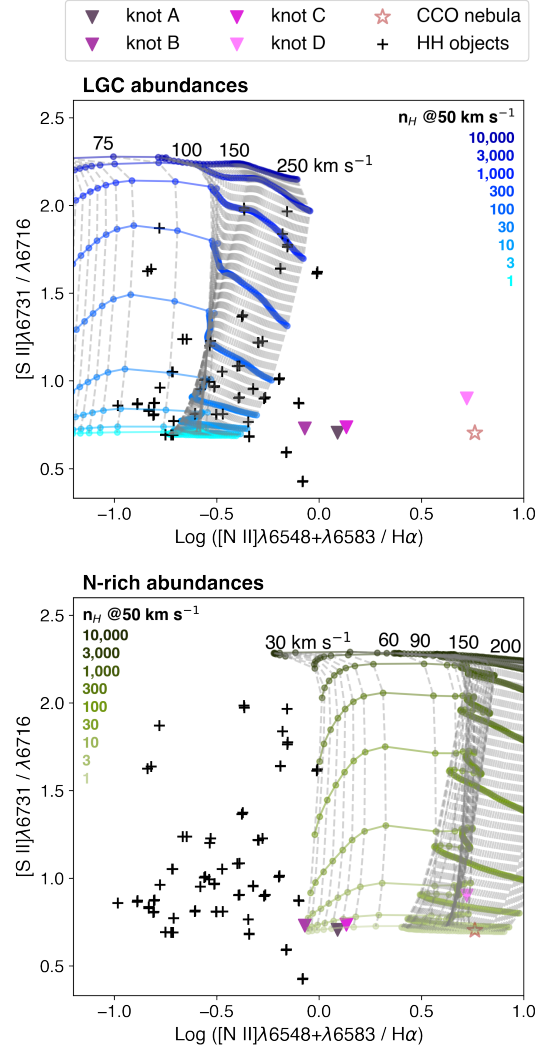 knot A
knot B
knot C
knot D
CCO nebula
HH objects
LGC abundances
n_H @50 km s⁻¹
10,000
3,000
1,000
300
100
30
10
3
1
75
100
150
250 km s⁻¹
2.5
2.0
1.5
1.0
0.5
[S II]λ6731 / λ6716
−1.0
−0.5
0.0
0.5
1.0
Log ([N II]λ6548+λ6583 / Hα)
N-rich abundances
n_H @50 km s⁻¹
10,000
3,000
1,000
300
100
30
10
3
1
30 km s⁻¹
60
90
150
200
2.5
2.0
1.5
1.0
0.5
[S II]λ6731 / λ6716
−1.0
−0.5
0.0
0.5
1.0
Log ([N II]λ6548+λ6583 / Hα)